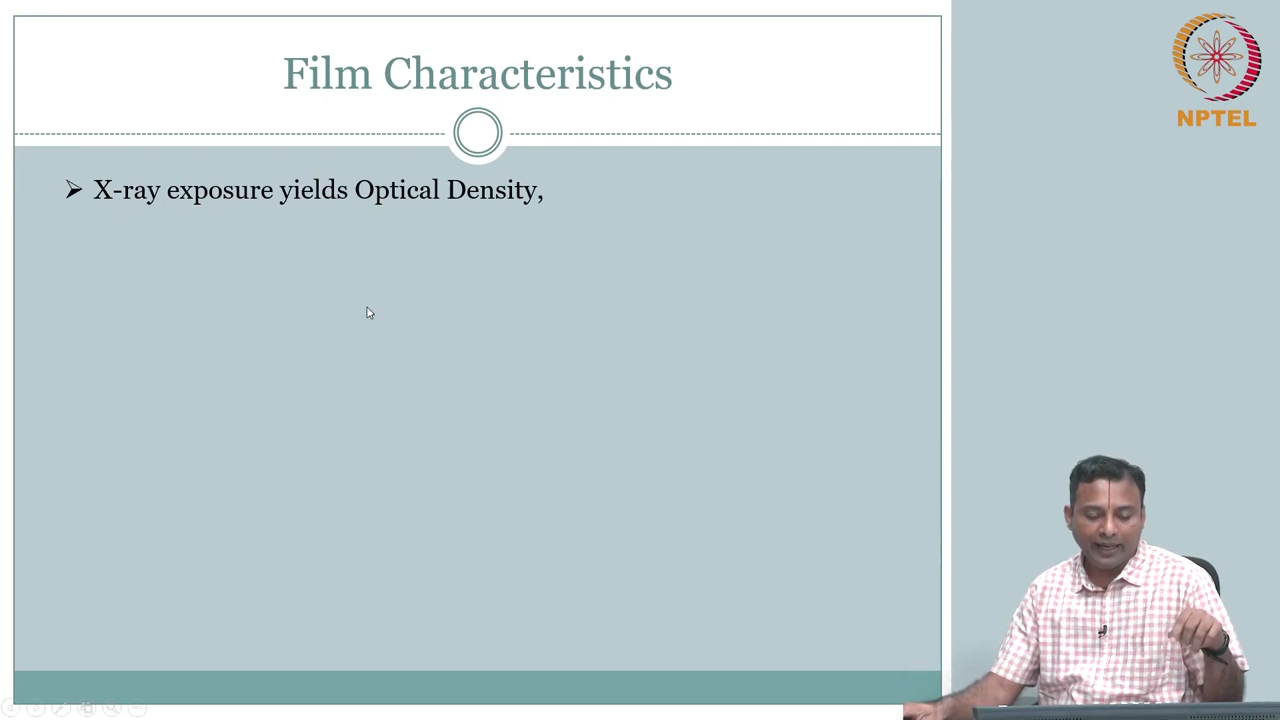 Film Characteristics
NPTEL
➢ X-ray exposure yields Optical Density,